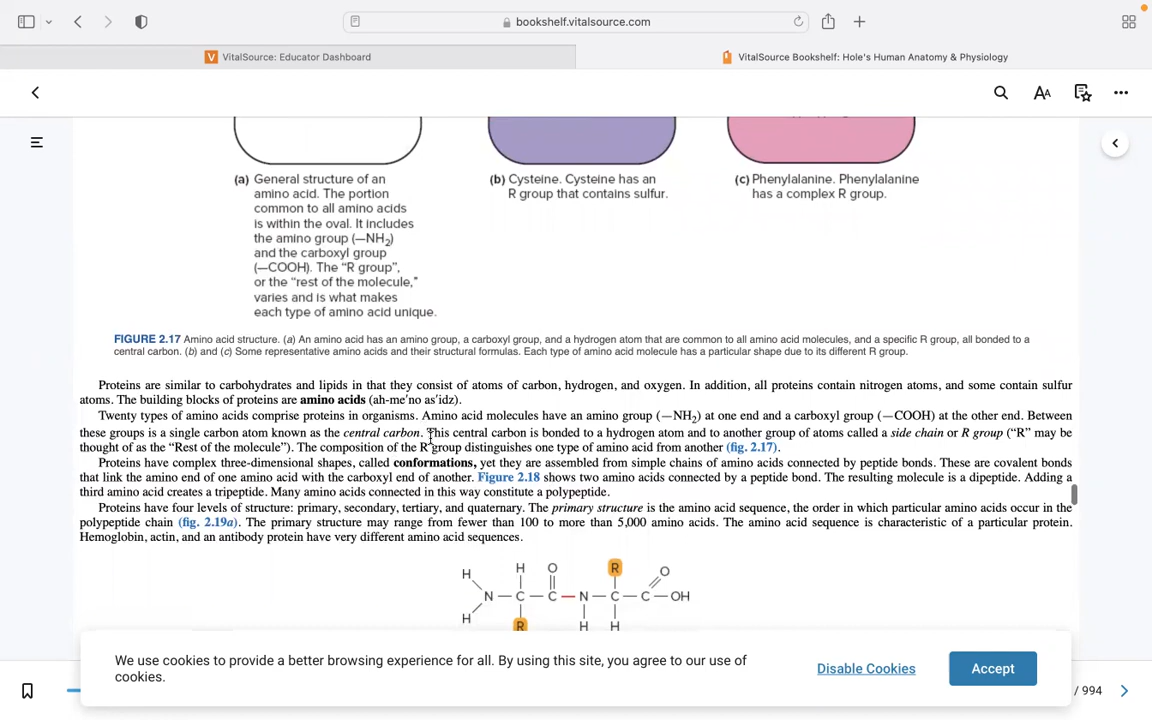 bookshelf.vitalsource.com
VitalSource: Educator Dashboard
VitalSource Bookshelf: Hole's Human Anatomy & Physiology
(a) General structure of an
amino acid. The portion
common to all amino acids
is within the oval. It includes
the amino group (—NH2)
and the carboxyl group
(—COOH). The “R group”,
or the “rest of the molecule,”
varies and is what makes
each type of amino acid unique.
(b) Cysteine. Cysteine has an
R group that contains sulfur.
(c) Phenylalanine. Phenylalanine
has a complex R group.
FIGURE 2.17 Amino acid structure. (a) An amino acid has an amino group, a carboxyl group, and a hydrogen atom that are common to all amino acid molecules, and a specific R group, all bonded to a
central carbon. (b) and (c) Some representative amino acids and their structural formulas. Each type of amino acid molecule has a particular shape due to its different R group.
Proteins are similar to carbohydrates and lipids in that they consist of atoms of carbon, hydrogen, and oxygen. In addition, all proteins contain nitrogen atoms, and some contain sulfur
atoms. The building blocks of proteins are amino acids (ah-me′no as′idz).
Twenty types of amino acids comprise proteins in organisms. Amino acid molecules have an amino group (—NH2) at one end and a carboxyl group (—COOH) at the other end. Between
these groups is a single carbon atom known as the central carbon. This central carbon is bonded to a hydrogen atom and to another group of atoms called a side chain or R group (“R” may be
thought of as the “Rest of the molecule”). The composition of the R group distinguishes one type of amino acid from another (fig. 2.17).
Proteins have complex three-dimensional shapes, called conformations, yet they are assembled from simple chains of amino acids connected by peptide bonds. These are covalent bonds
that link the amino end of one amino acid with the carboxyl end of another. Figure 2.18 shows two amino acids connected by a peptide bond. The resulting molecule is a dipeptide. Adding a
third amino acid creates a tripeptide. Many amino acids connected in this way constitute a polypeptide.
Proteins have four levels of structure: primary, secondary, tertiary, and quaternary. The primary structure is the amino acid sequence, the order in which particular amino acids occur in the
polypeptide chain (fig. 2.19a). The primary structure may range from fewer than 100 to more than 5,000 amino acids. The amino acid sequence is characteristic of a particular protein.
Hemoglobin, actin, and an antibody protein have very different amino acid sequences.
H H O R O
N — C — C — N — C — C — OH
H R H H
We use cookies to provide a better browsing experience for all. By using this site, you agree to our use of
cookies.
Disable Cookies
Accept
/ 994